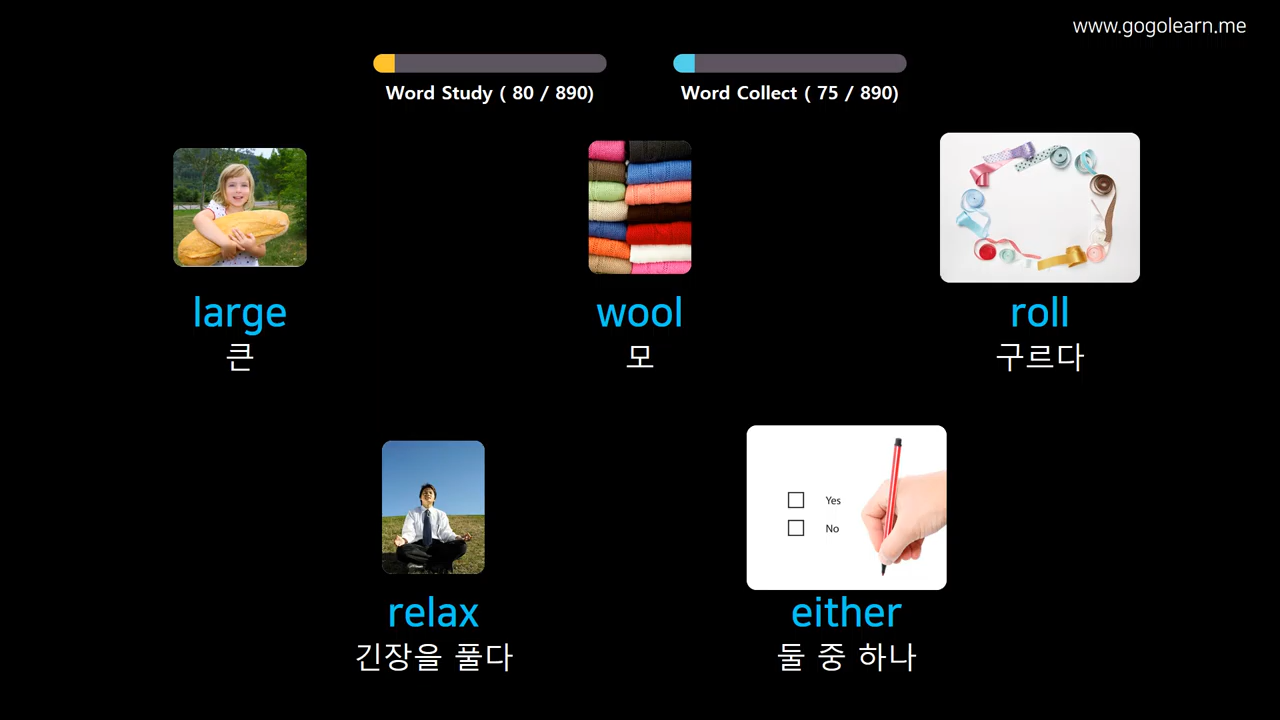 www.gogolearn.me
Word Study ( 80 / 890)
Word Collect ( 75 / 890)
large
큰
wool
모
roll
구르다
Yes
No
relax
긴장을 풀다
either
둘 중 하나